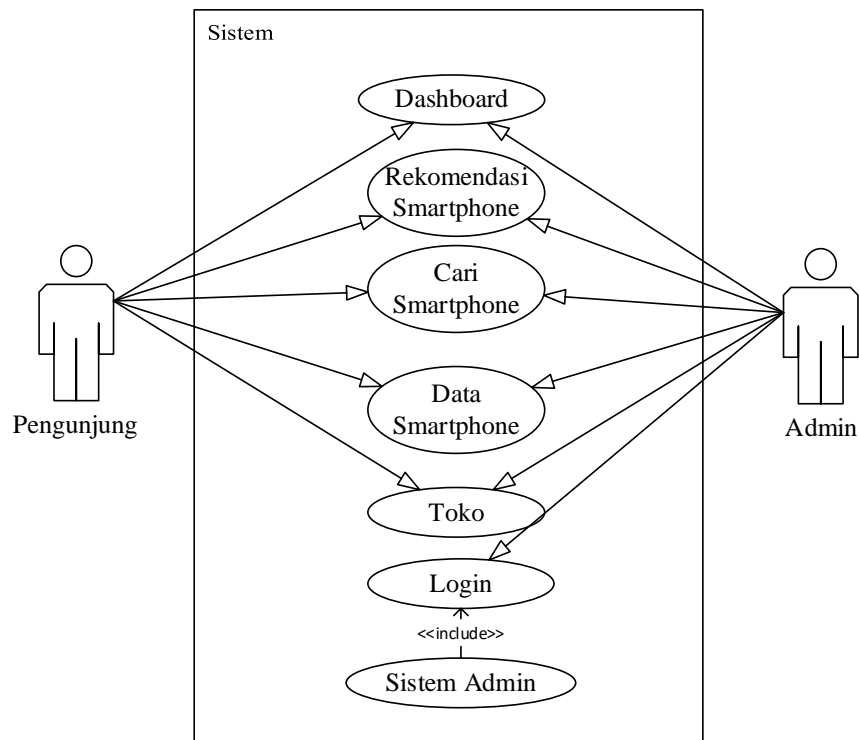 Sistem
Dashboard
Rekomendasi
Smartphone
Cari
Smartphone
Data
Smartphone
Pengunjung
Admin
Toko
Login
<<include>>
Sistem Admin